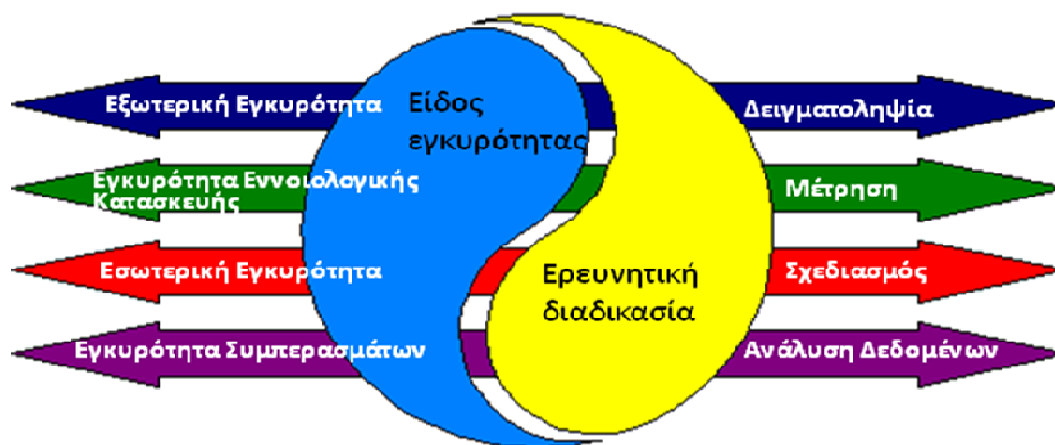 Εξωτερική Εγκυρότητα
Είδος
εγκυρότητας
Δειγματοληψία
Εγκυρότητα Εννοιολογικής
Κατασκευής
Μέτρηση
Εσωτερική Εγκυρότητα
Ερευνητική
διαδικασία
Σχεδιασμός
Εγκυρότητα Συμπερασμάτων
Ανάλυση Δεδομένων